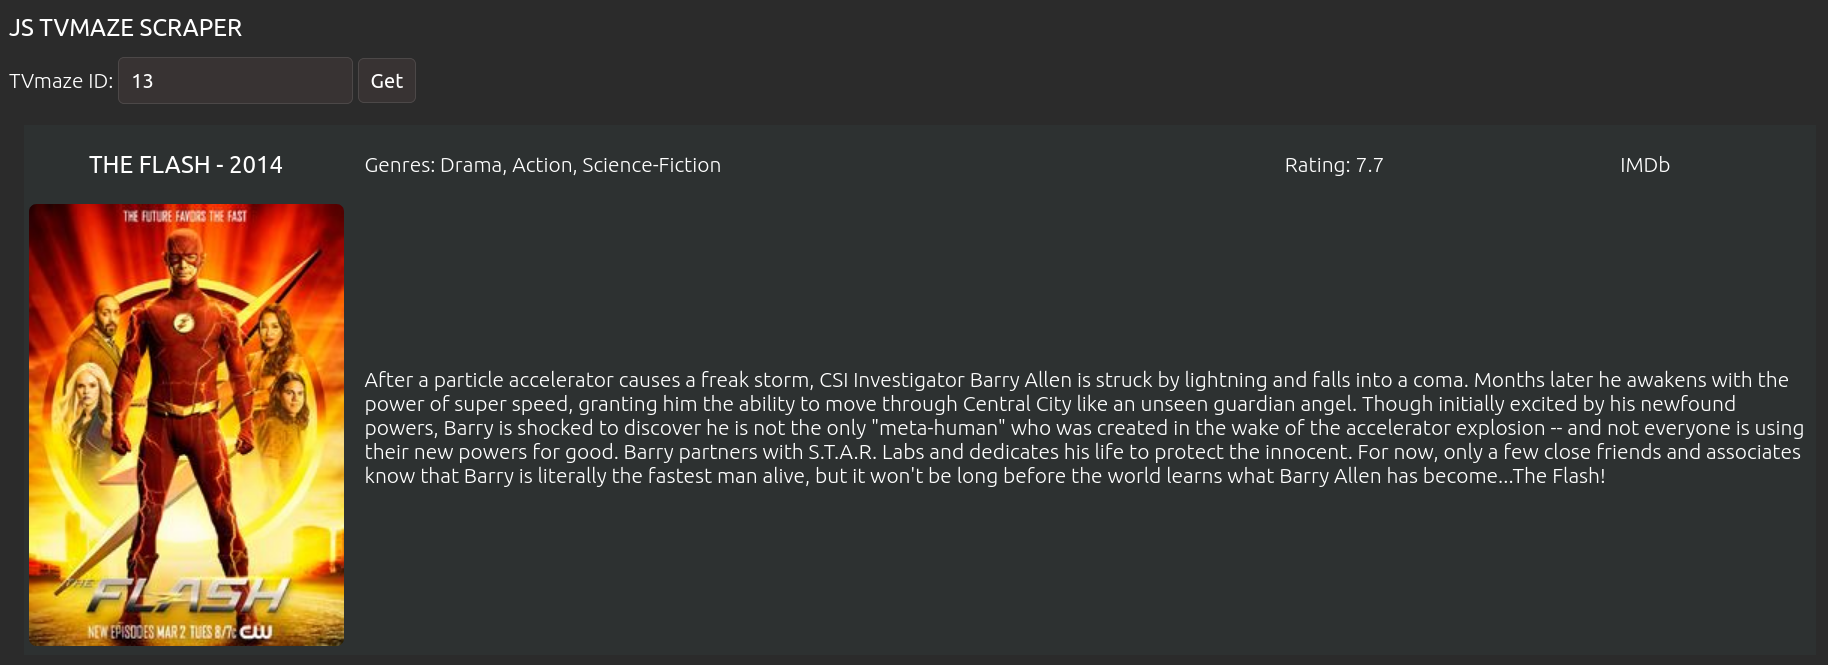 JS TVMAZE SCRAPER
TVmaze ID: 13 Get
THE FLASH - 2014 Genres: Drama, Action, Science-Fiction Rating: 7.7 IMDb
THE FUTURE FAVORS THE FAST
After a particle accelerator causes a freak storm, CSI Investigator Barry Allen is struck by lightning and falls into a coma. Months later he awakens with the
power of super speed, granting him the ability to move through Central City like an unseen guardian angel. Though initially excited by his newfound
powers, Barry is shocked to discover he is not the only "meta-human" who was created in the wake of the accelerator explosion -- and not everyone is using
their new powers for good. Barry partners with S.T.A.R. Labs and dedicates his life to protect the innocent. For now, only a few close friends and associates
know that Barry is literally the fastest man alive, but it won't be long before the world learns what Barry Allen has become...The Flash!
THE FLASH
NEW EPISODES MAR 2 TUES 8/7c CW